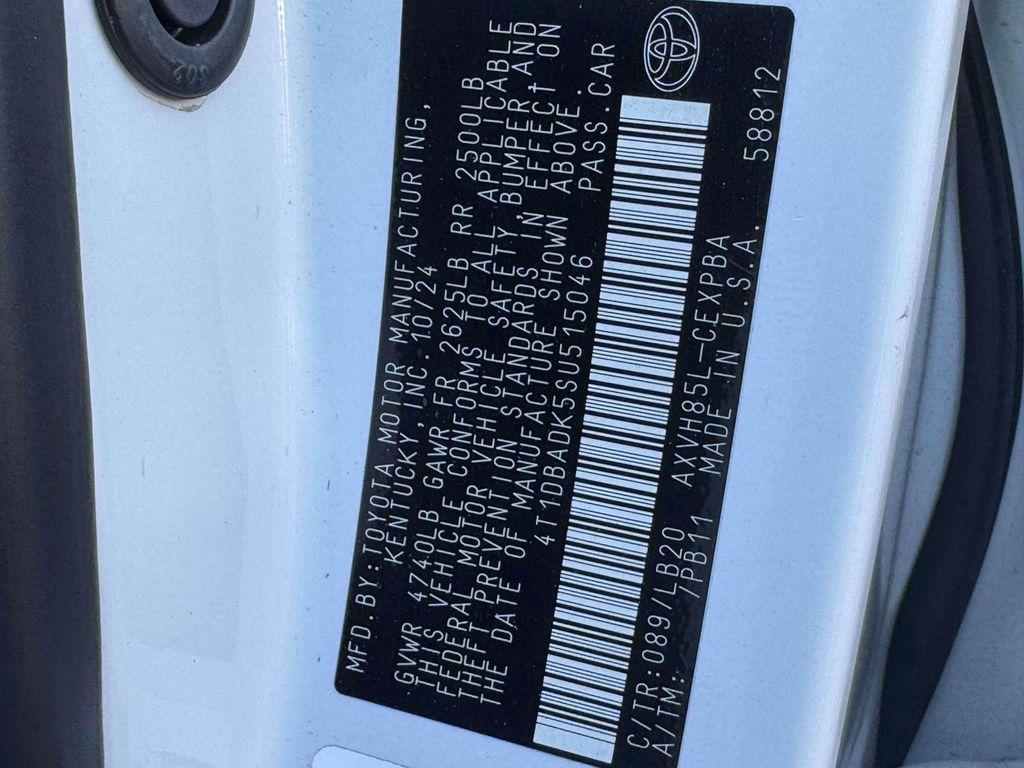 MFD.BY:TOYOTA MOTOR MANUFACTURING,
KENTUCKY, INC. 10/24
GVWR 4740LB GAWR FR 2625LB RR 2500LB
THIS VEHICLE CONFORMS TO ALL APPLICABLE
FEDERAL MOTOR VEHICLE SAFETY, BUMPER, AND
THEFT PREVENTION STANDARDS IN EFFECT ON
THE DATE OF MANUFACTURE SHOWN ABOVE.
4T1DBADK5SU515046 PASS.CAR
C/TR:089/LB20 AXVH85L-CEXPBA
A/TM: 7PB11 MADE IN U.S.A. 58812